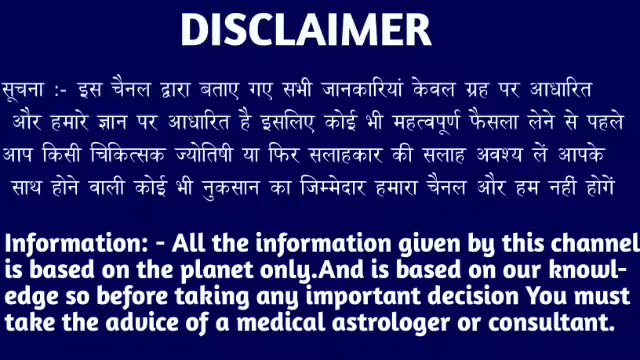 DISCLAIMER
सूचना :- इस चैनल द्वारा बताए गए सभी जानकारियां केवल ग्रह पर आधारित
और हमारे ज्ञान पर आधारित है इसलिए कोई भी महत्वपूर्ण फैसला लेने से पहले
आप किसी चिकित्सक ज्योतिषी या फिर सलाहकार की सलाह अवश्य लें आपके
साथ होने वाली कोई भी नुकसान का जिम्मेदार हमारा चैनल और हम नहीं होगें
Information: - All the information given by this channel
is based on the planet only.And is based on our knowl-
edge so before taking any important decision You must
take the advice of a medical astrologer or consultant.